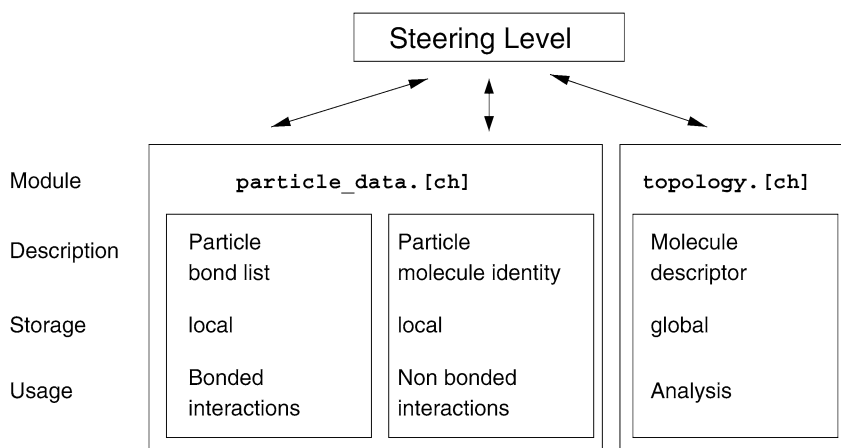 Steering Level
Module
particle_data.[ch]
topology.[ch]
Description
Particle
bond list
Particle
molecule identity
Molecule
descriptor
Storage
local
local
global
Usage
Bonded
interactions
Non bonded
interactions
Analysis